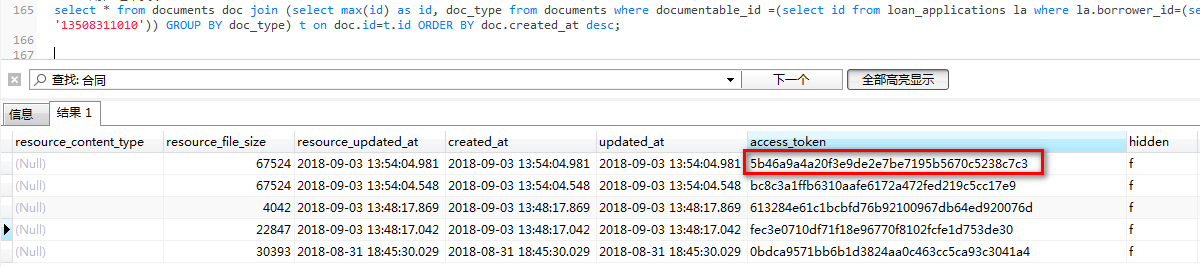 165 select * from documents doc join (select max(id) as id, doc_type from documents where documentable_id =(select id from loan_applications la where la.borrower_id=(se
'13508311010')) GROUP BY doc_type) t on doc.id=t.id ORDER BY doc.created_at desc;
166
167
查找: 合同 下一个 全部高亮显示
信息 结果 1
resource_content_type resource_file_size resource_updated_at created_at updated_at access_token hidden
(Null) 67524 2018-09-03 13:54:04.981 2018-09-03 13:54:04.981 2018-09-03 13:54:04.981 5b46a9a4a20f3e9de2e7be7195b5670c5238c7c3 f
(Null) 67524 2018-09-03 13:54:04.548 2018-09-03 13:54:04.548 2018-09-03 13:54:04.548 bc8c3a1ffb6310aafe6172a472fed219c5cc17e9 f
(Null) 4042 2018-09-03 13:48:17.869 2018-09-03 13:48:17.869 2018-09-03 13:48:17.869 613284e61c1bcbfd76b92100967db64ed920076d f
(Null) 22847 2018-09-03 13:48:17.042 2018-09-03 13:48:17.042 2018-09-03 13:48:17.042 fec3e0710df71f18e96770f8102fcfe1d753de30 f
(Null) 30393 2018-08-31 18:45:30.029 2018-08-31 18:45:30.029 2018-08-31 18:45:30.029 0bdca9571bb6b1d3824aa0c463cc5ca93c3041a4 f